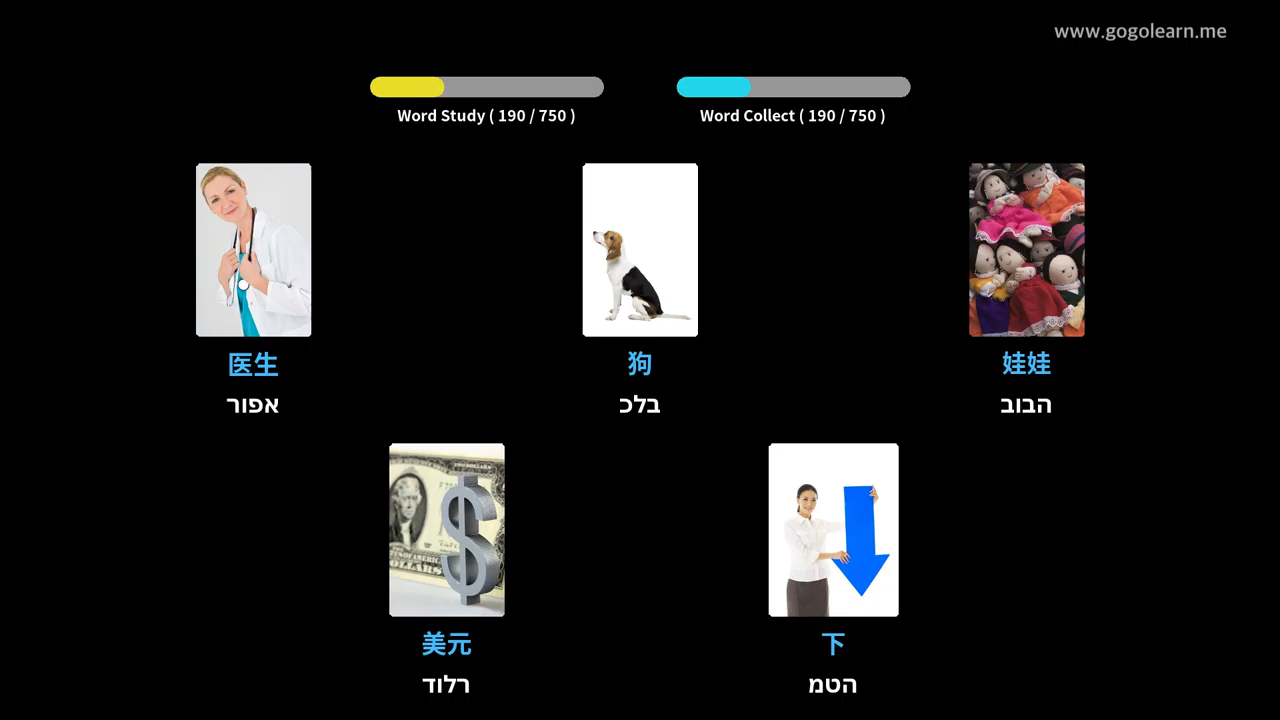 www.gogolearn.me
Word Study ( 190 / 750 )
Word Collect ( 190 / 750 )
医生
אפור
狗
בלכ
娃娃
הבוב
美元
רלוד
下
הטמ